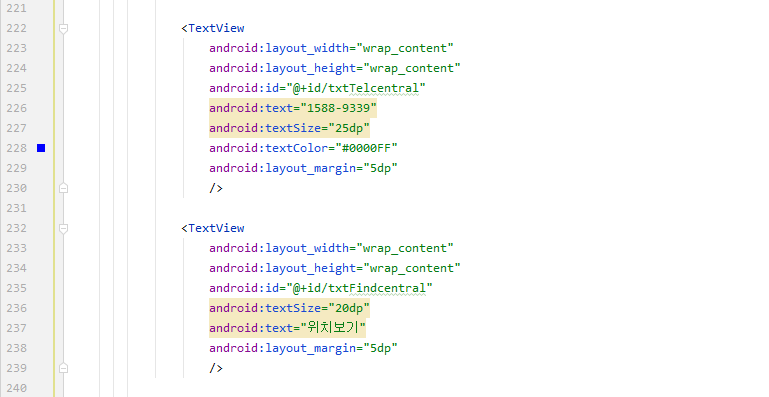 221
222 <TextView
223 android:layout_width="wrap_content"
224 android:layout_height="wrap_content"
225 android:id="@+id/txtTelcentral"
226 android:text="1588-9339"
227 android:textSize="25dp"
228 android:textColor="#0000FF"
229 android:layout_margin="5dp"
230 />
231
232 <TextView
233 android:layout_width="wrap_content"
234 android:layout_height="wrap_content"
235 android:id="@+id/txtFindcentral"
236 android:textSize="20dp"
237 android:text="위치보기"
238 android:layout_margin="5dp"
239 />
240